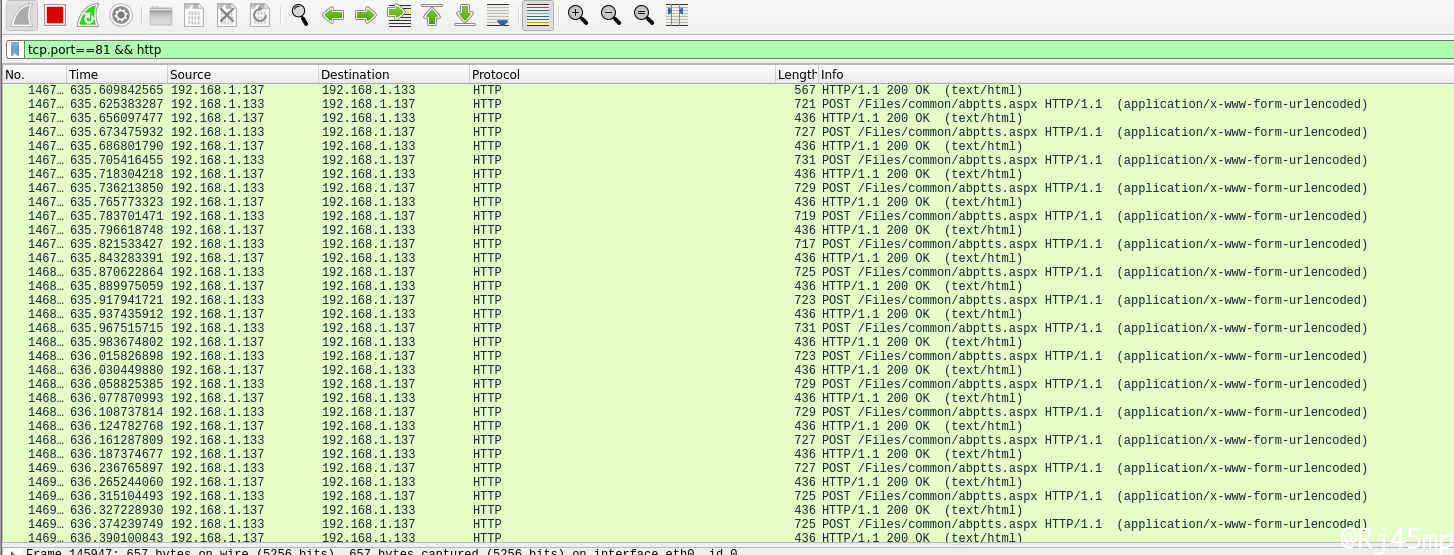 tcp.port==81 && http
No. Time Source Destination Protocol Length Info
1467… 635.609842565 192.168.1.137 192.168.1.133 HTTP 567 HTTP/1.1 200 OK (text/html)
1467… 635.625383287 192.168.1.133 192.168.1.137 HTTP 721 POST /Files/common/abptts.aspx HTTP/1.1 (application/x-www-form-urlencoded)
1467… 635.656097477 192.168.1.137 192.168.1.133 HTTP 436 HTTP/1.1 200 OK (text/html)
1467… 635.673475932 192.168.1.133 192.168.1.137 HTTP 727 POST /Files/common/abptts.aspx HTTP/1.1 (application/x-www-form-urlencoded)
1467… 635.686801790 192.168.1.137 192.168.1.133 HTTP 436 HTTP/1.1 200 OK (text/html)
1467… 635.705416455 192.168.1.133 192.168.1.137 HTTP 731 POST /Files/common/abptts.aspx HTTP/1.1 (application/x-www-form-urlencoded)
1467… 635.718304218 192.168.1.137 192.168.1.133 HTTP 436 HTTP/1.1 200 OK (text/html)
1467… 635.736213850 192.168.1.133 192.168.1.137 HTTP 729 POST /Files/common/abptts.aspx HTTP/1.1 (application/x-www-form-urlencoded)
1467… 635.765773323 192.168.1.137 192.168.1.133 HTTP 436 HTTP/1.1 200 OK (text/html)
1467… 635.783701471 192.168.1.133 192.168.1.137 HTTP 719 POST /Files/common/abptts.aspx HTTP/1.1 (application/x-www-form-urlencoded)
1467… 635.796618748 192.168.1.137 192.168.1.133 HTTP 436 HTTP/1.1 200 OK (text/html)
1467… 635.821533427 192.168.1.133 192.168.1.137 HTTP 717 POST /Files/common/abptts.aspx HTTP/1.1 (application/x-www-form-urlencoded)
1467… 635.843283391 192.168.1.137 192.168.1.133 HTTP 436 HTTP/1.1 200 OK (text/html)
1468… 635.870622864 192.168.1.133 192.168.1.137 HTTP 725 POST /Files/common/abptts.aspx HTTP/1.1 (application/x-www-form-urlencoded)
1468… 635.889975059 192.168.1.137 192.168.1.133 HTTP 436 HTTP/1.1 200 OK (text/html)
1468… 635.917941721 192.168.1.133 192.168.1.137 HTTP 723 POST /Files/common/abptts.aspx HTTP/1.1 (application/x-www-form-urlencoded)
1468… 635.937435912 192.168.1.137 192.168.1.133 HTTP 436 HTTP/1.1 200 OK (text/html)
1468… 635.967515715 192.168.1.133 192.168.1.137 HTTP 731 POST /Files/common/abptts.aspx HTTP/1.1 (application/x-www-form-urlencoded)
1468… 635.983674802 192.168.1.137 192.168.1.133 HTTP 436 HTTP/1.1 200 OK (text/html)
1468… 636.015826898 192.168.1.133 192.168.1.137 HTTP 723 POST /Files/common/abptts.aspx HTTP/1.1 (application/x-www-form-urlencoded)
1468… 636.030449880 192.168.1.137 192.168.1.133 HTTP 436 HTTP/1.1 200 OK (text/html)
1468… 636.058825385 192.168.1.133 192.168.1.137 HTTP 729 POST /Files/common/abptts.aspx HTTP/1.1 (application/x-www-form-urlencoded)
1468… 636.077870993 192.168.1.137 192.168.1.133 HTTP 436 HTTP/1.1 200 OK (text/html)
1468… 636.108737814 192.168.1.133 192.168.1.137 HTTP 729 POST /Files/common/abptts.aspx HTTP/1.1 (application/x-www-form-urlencoded)
1468… 636.124782768 192.168.1.137 192.168.1.133 HTTP 436 HTTP/1.1 200 OK (text/html)
1468… 636.161287809 192.168.1.133 192.168.1.137 HTTP 727 POST /Files/common/abptts.aspx HTTP/1.1 (application/x-www-form-urlencoded)
1468… 636.187374677 192.168.1.137 192.168.1.133 HTTP 436 HTTP/1.1 200 OK (text/html)
1469… 636.236765897 192.168.1.133 192.168.1.137 HTTP 727 POST /Files/common/abptts.aspx HTTP/1.1 (application/x-www-form-urlencoded)
1469… 636.265244060 192.168.1.137 192.168.1.133 HTTP 436 HTTP/1.1 200 OK (text/html)
1469… 636.315104493 192.168.1.133 192.168.1.137 HTTP 725 POST /Files/common/abptts.aspx HTTP/1.1 (application/x-www-form-urlencoded)
1469… 636.327228930 192.168.1.137 192.168.1.133 HTTP 436 HTTP/1.1 200 OK (text/html)
1469… 636.374239749 192.168.1.133 192.168.1.137 HTTP 725 POST /Files/common/abptts.aspx HTTP/1.1 (application/x-www-form-urlencoded)
1469… 636.390100843 192.168.1.137 192.168.1.133 HTTP 436 HTTP/1.1 200 OK (text/html)
Frame 145947: 657 bytes on wire (5256 bits), 657 bytes captured (5256 bits) on interface eth0, id 0
@Rj45mp